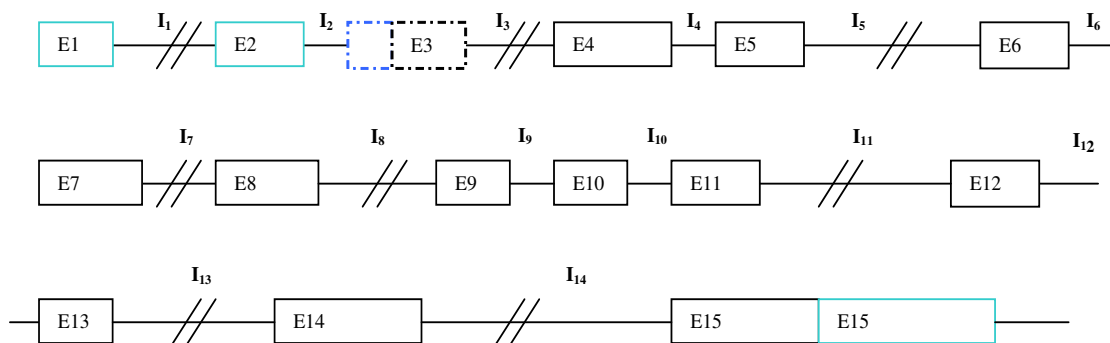 I1 I2 I3 I4 I5 I6
E1 E2 E3 E4 E5 E6
I7 I8 I9 I10 I11 I12
E7 E8 E9 E10 E11 E12
I13 I14
E13 E14 E15 E15